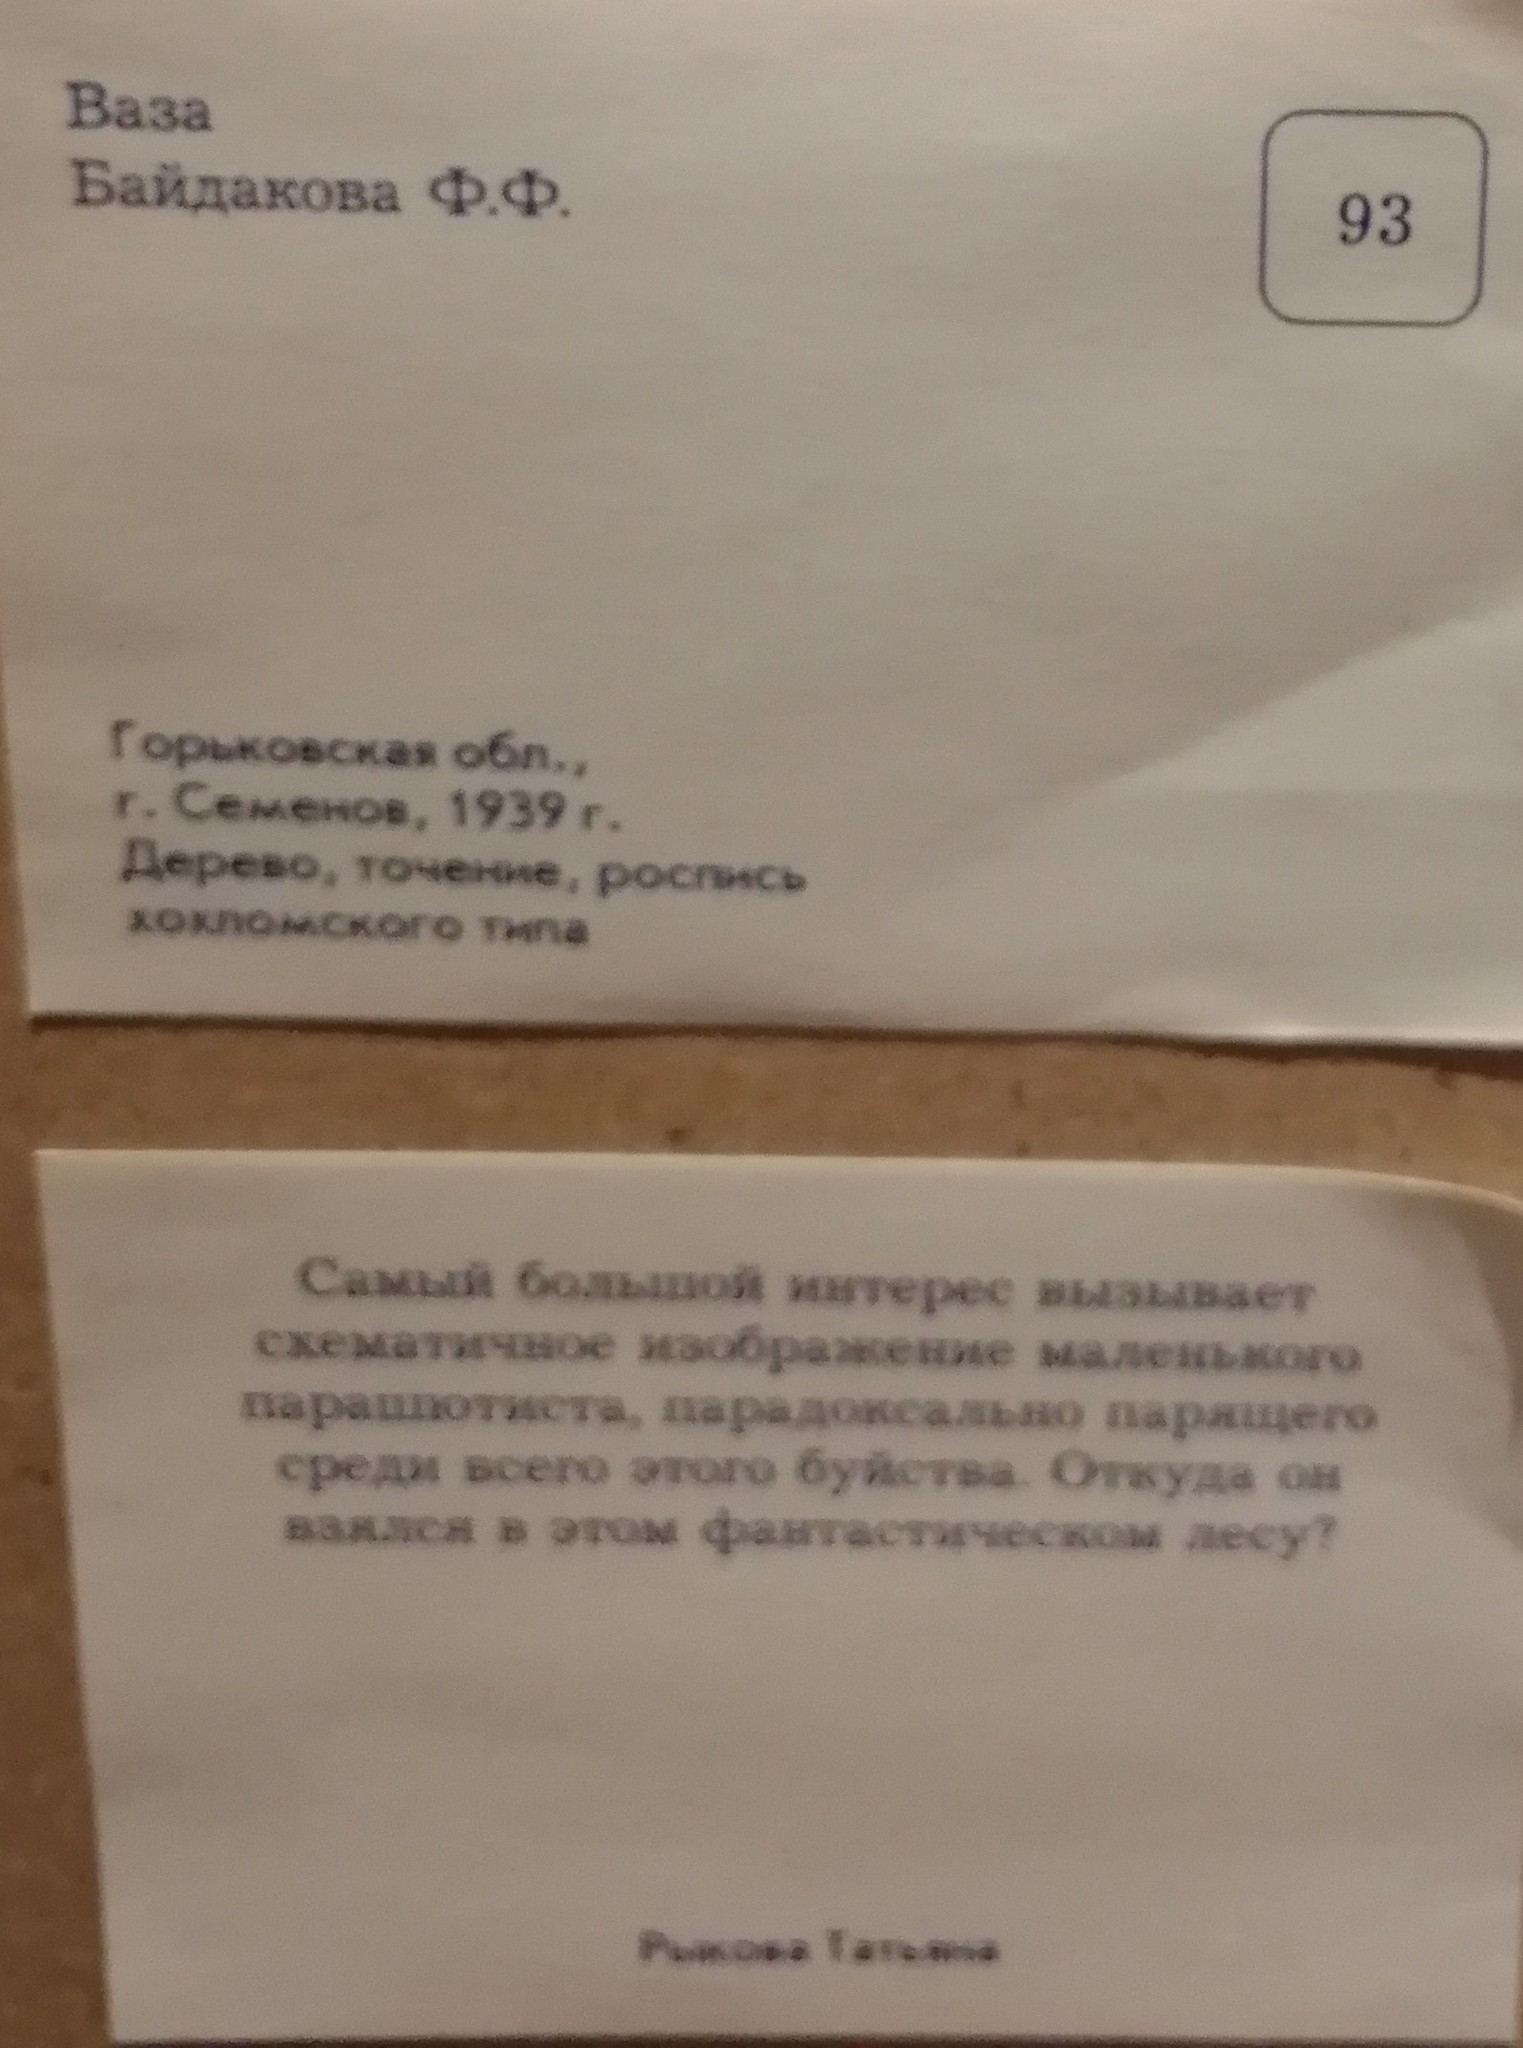 Ваза
Байдакова Ф.Ф.
93
Горьковская обл.,
г. Семенов, 1939 г.
Дерево, точение, роспись
хохломского типа
Самый большой интерес вызывает
схематичное изображение маленького
парашютиста, парадоксально парящего
среди всего этого буйства. Откуда он
взялся в этом фантастическом лесу?
Рыкова Татьяна